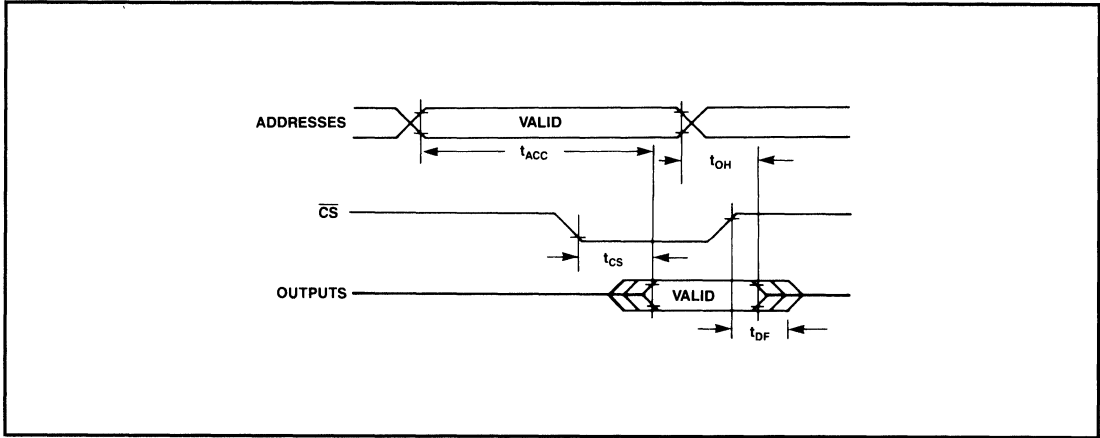 ADDRESSES
VALID
tACC
tOH
CS
tCS
OUTPUTS
VALID
tDF